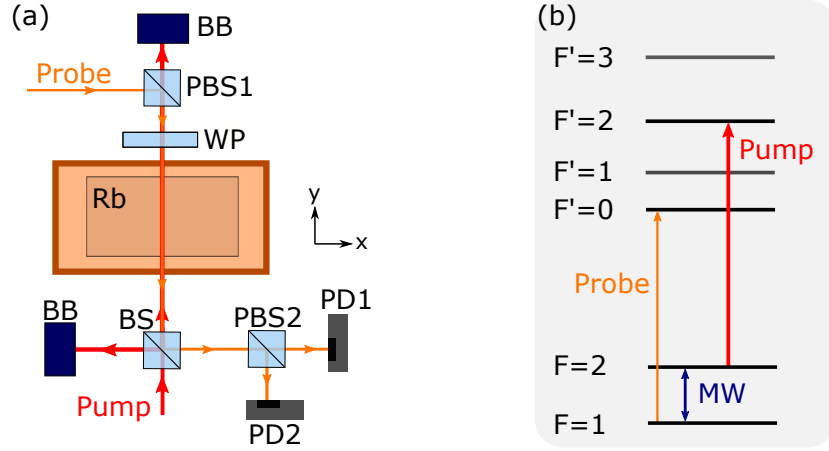 (a)
BB
Probe
PBS1
WP
Rb
y
x
BB
BS
PBS2
PD1
Pump
PD2
(b)
F'=3
F'=2
Pump
F'=1
F'=0
Probe
F=2
MW
F=1